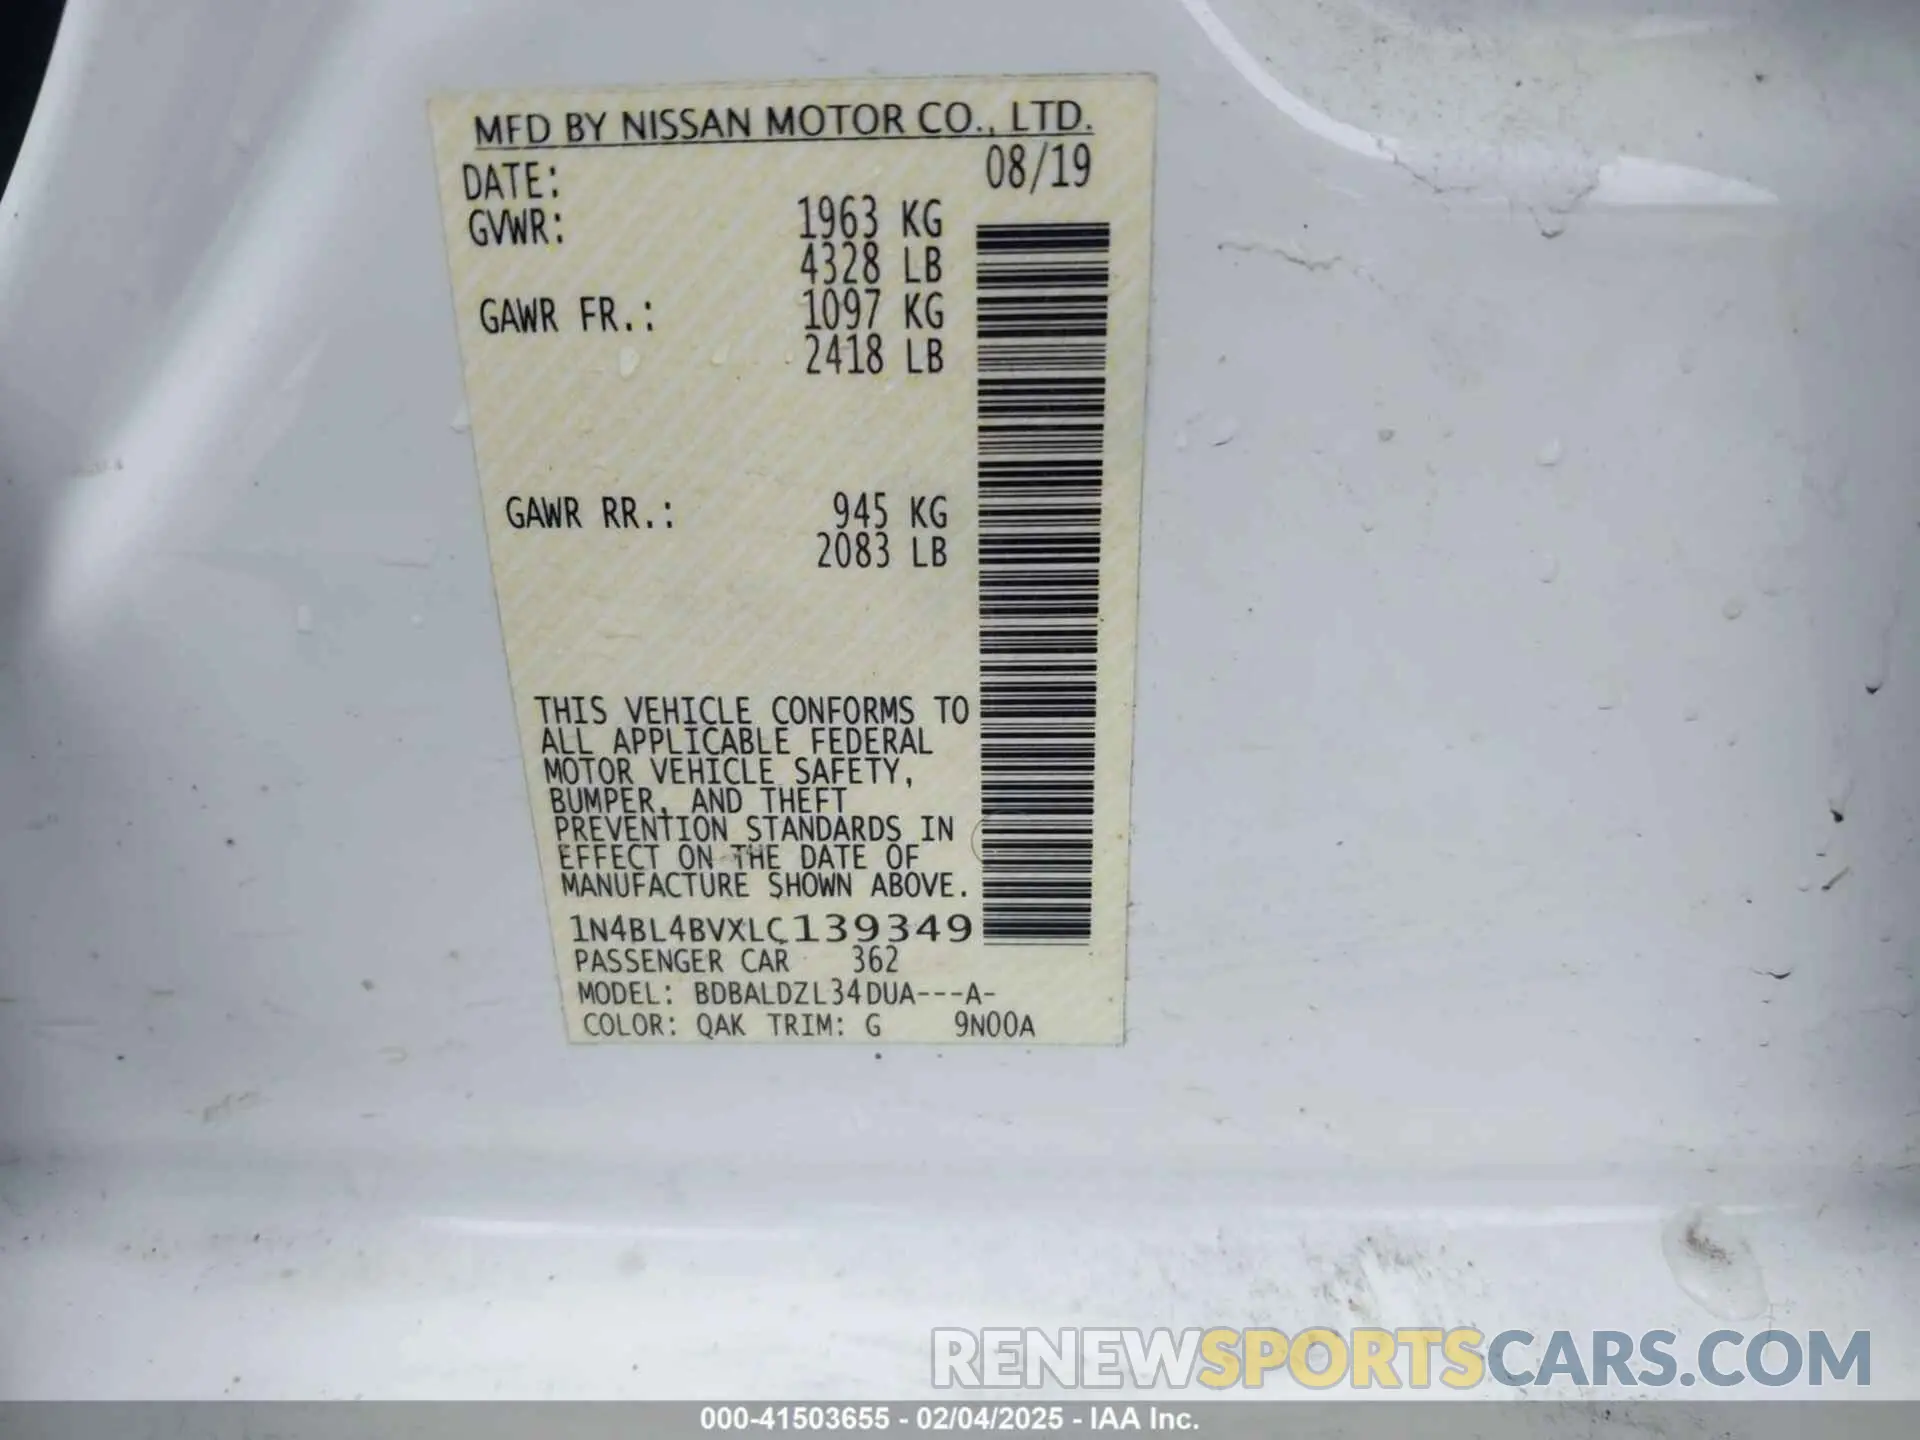 MFD BY NISSAN MOTOR CO., LTD.
DATE: 08/19
GVWR: 1963 KG
4328 LB
GAWR FR.: 1097 KG
2418 LB
GAWR RR.: 945 KG
2083 LB
THIS VEHICLE CONFORMS TO
ALL APPLICABLE FEDERAL
MOTOR VEHICLE SAFETY,
BUMPER, AND THEFT
PREVENTION STANDARDS IN
EFFECT ON THE DATE OF
MANUFACTURE SHOWN ABOVE.
1N4BL4BVXLC139349
PASSENGER CAR 362
MODEL: BDBALDZL34DUA---A-
COLOR: QAK TRIM: G 9N00A
RENEWSPORTSCARS.COM
000-41503655 - 02/04/2025 - IAA Inc.